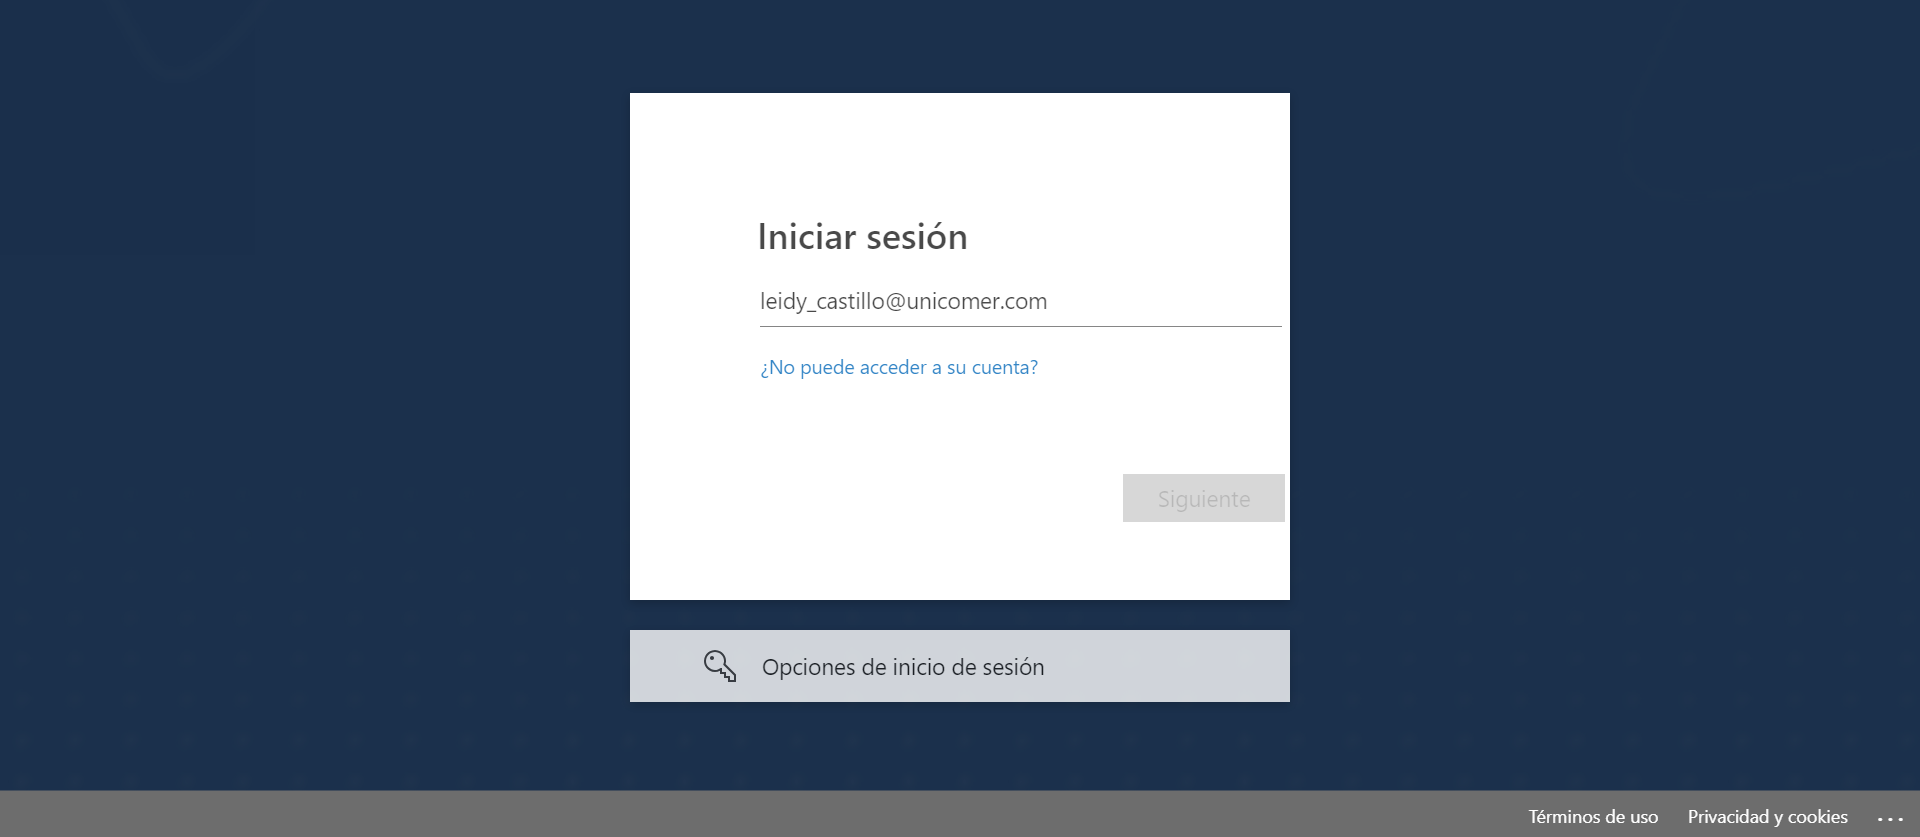 Iniciar sesión
leidy_castillo@unicomer.com
¿No puede acceder a su cuenta?
Siguiente
Opciones de inicio de sesión
Términos de uso
Privacidad y cookies
...